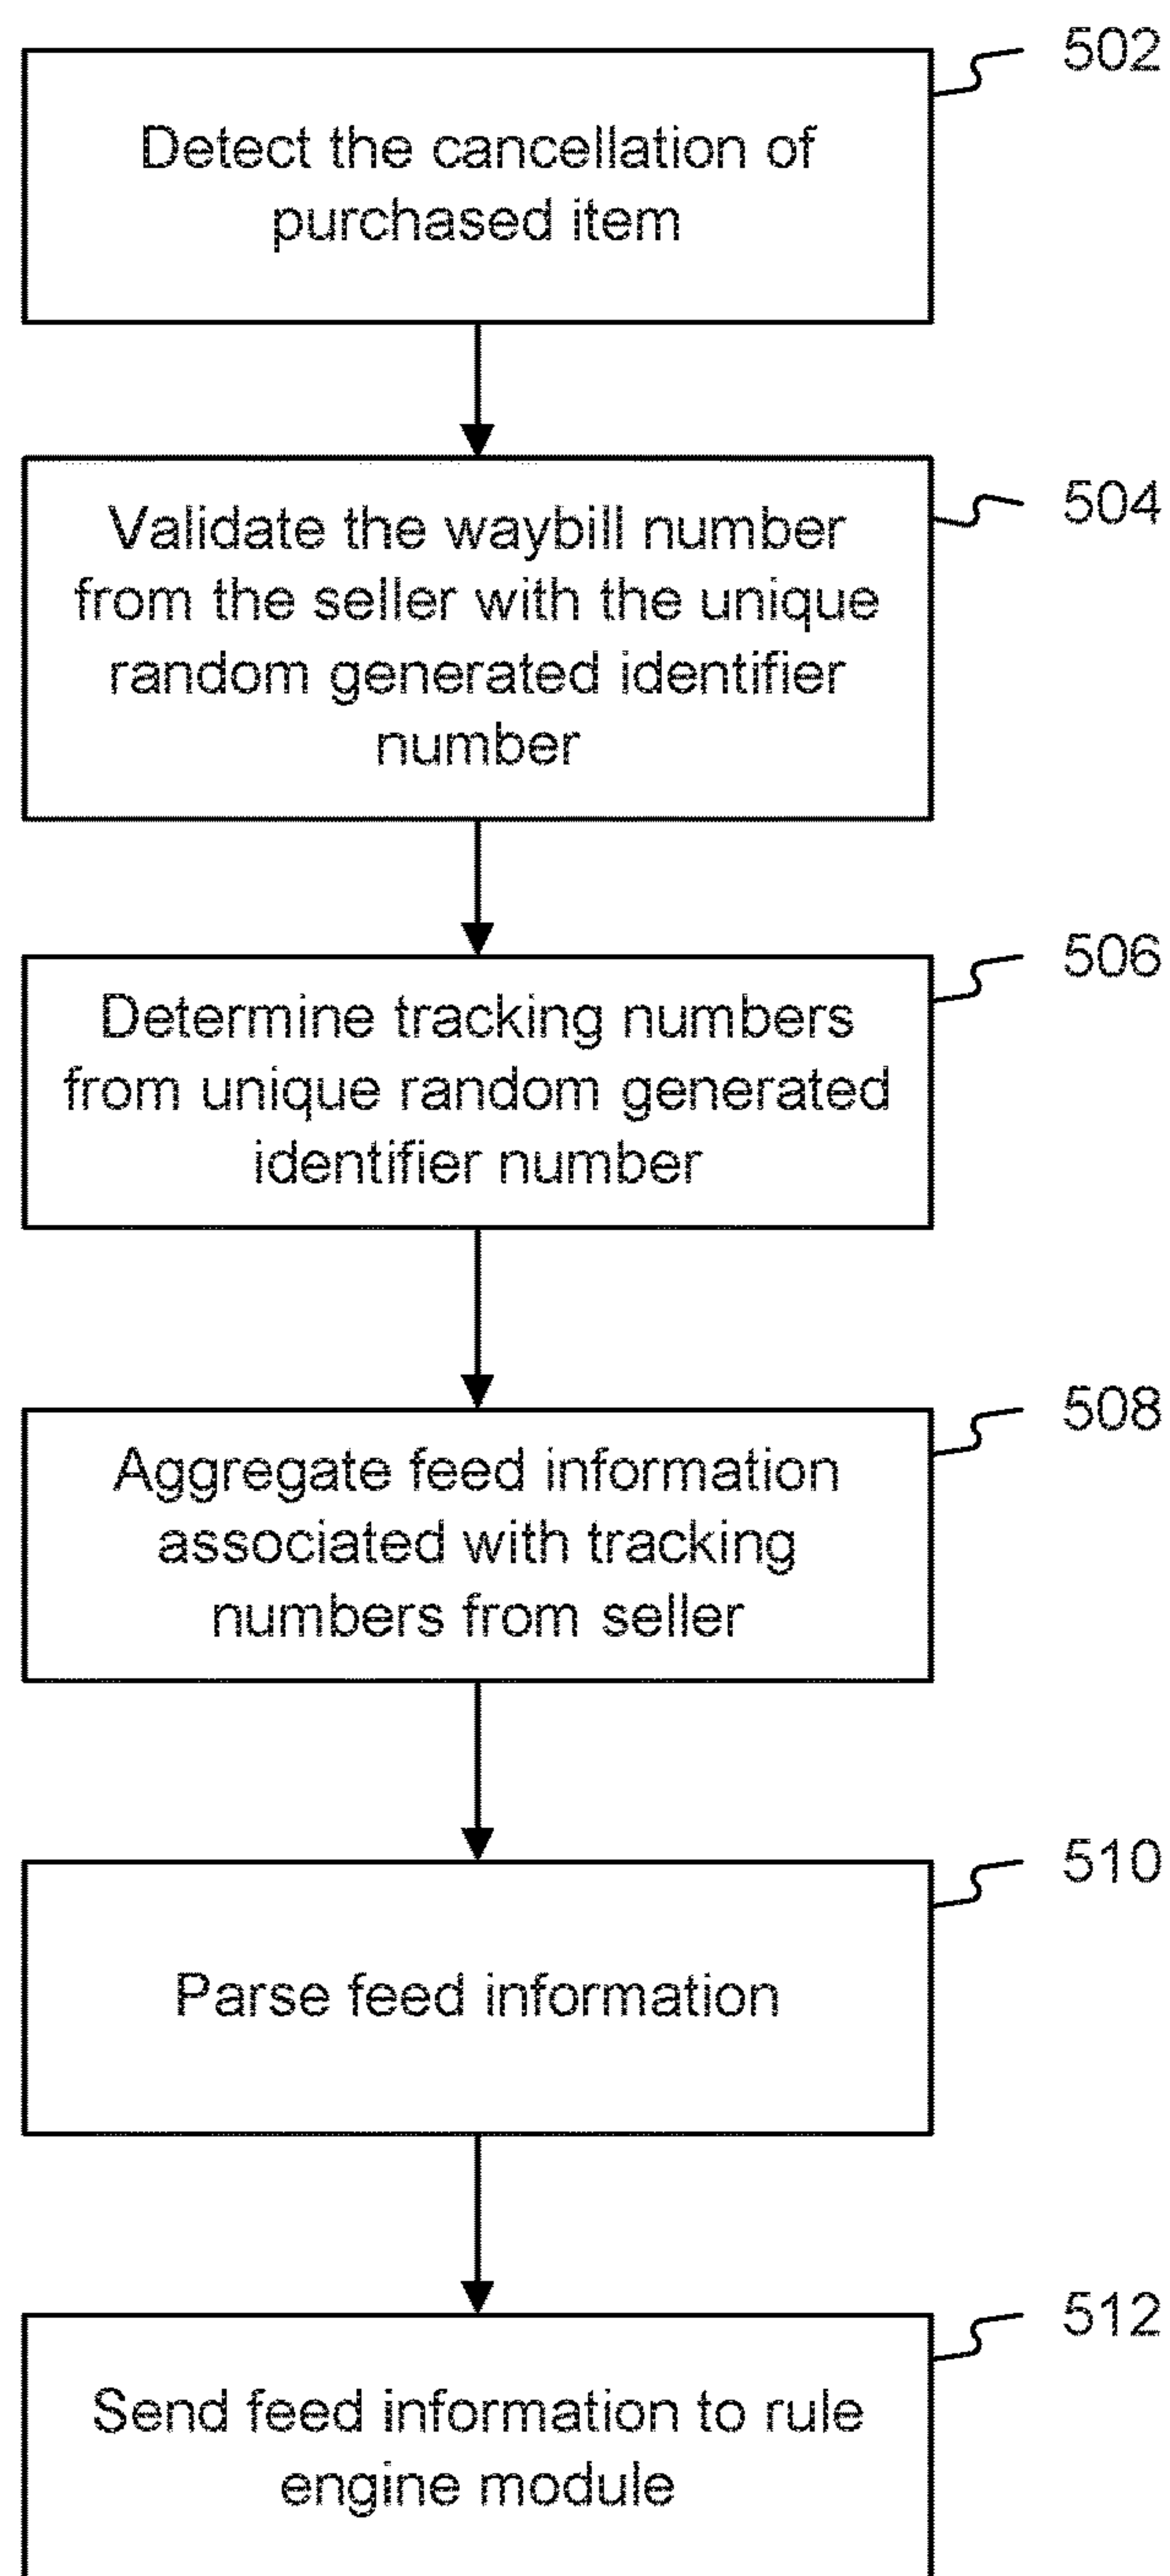 502
Detect the cancellation of
purchased item
504
Validate the waybill number
from the seller with the unique
random generated identifier
number
506
Determine tracking numbers
from unique random generated
identifier number
508
Aggregate feed information
associated with tracking
numbers from seller
510
Parse feed information
512
Send feed information to rule
engine module